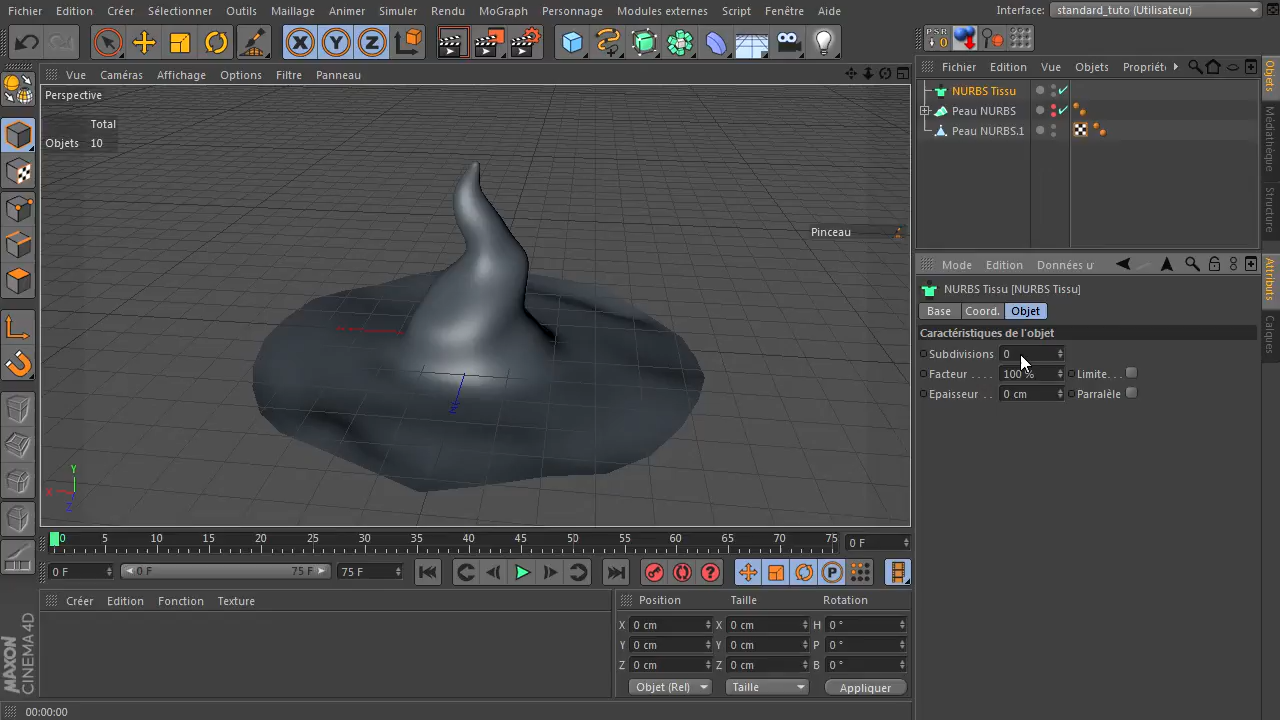 Fichier Edition Créer Sélectionner Outils Maillage Animer Simuler Rendu MoGraph Personnage Modules externes Script Fenêtre Aide Interface: standard_tuto (Utilisateur)
X Y Z PSR 0
Vue Caméras Affichage Options Filtre Panneau
Fichier Edition Vue Objets Propriéte
Perspective
Total
Objets 10
Pinceau
Y
X
Z
Z
NURBS Tissu
Peau NURBS
Peau NURBS.1
Objets
Médiathèque
Structure
Mode Edition Données u
NURBS Tissu [NURBS Tissu]
Base Coord. Objet
Caractéristiques de l'objet
Subdivisions 0
Facteur . . . . 100 % Limite. . .
Epaisseur . . 0 cm Parralèle
Attributs
Calques
0 5 10 15 20 25 30 35 40 45 50 55 60 65 70 75 0 F
0 F 0 F 75 F 75 F ? P
Créer Edition Fonction Texture
Position Taille Rotation
X 0 cm X 0 cm H 0 °
Y 0 cm Y 0 cm P 0 °
Z 0 cm Z 0 cm B 0 °
Objet (Rel) Taille Appliquer
MAXON
CINEMA 4D
00:00:00